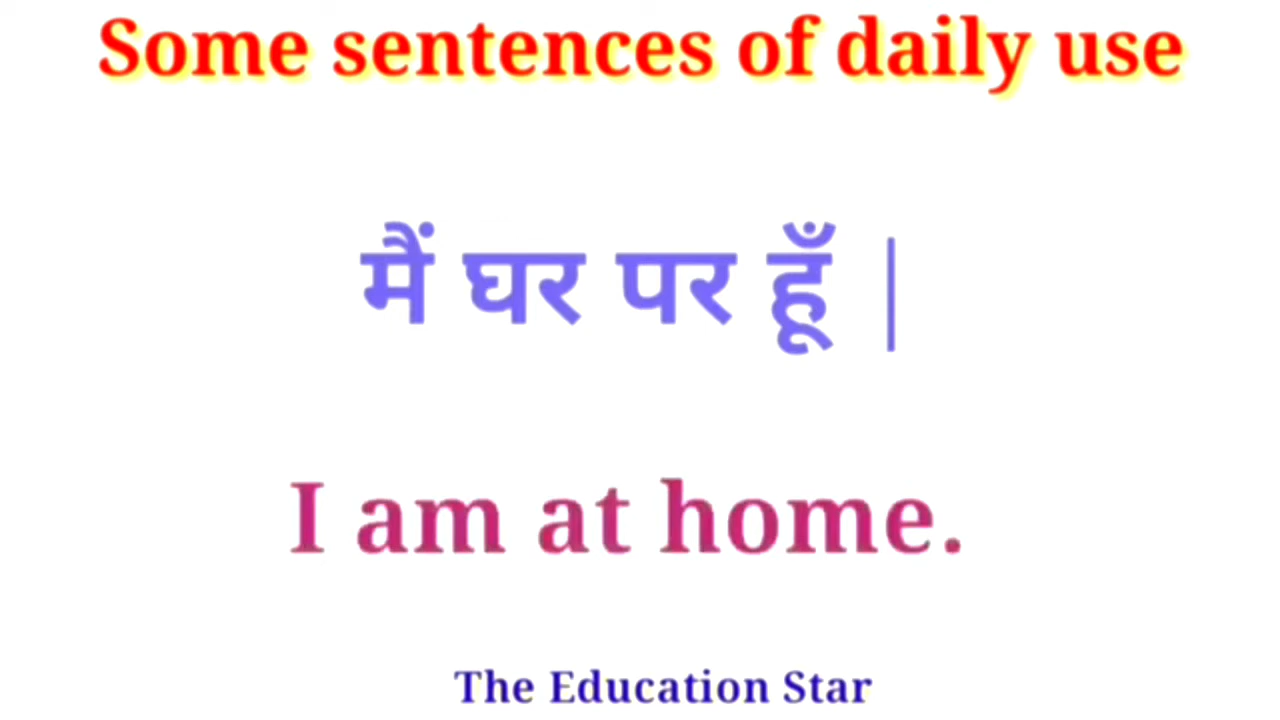 Some sentences of daily use
मैं घर पर हूँ |
I am at home.
The Education Star